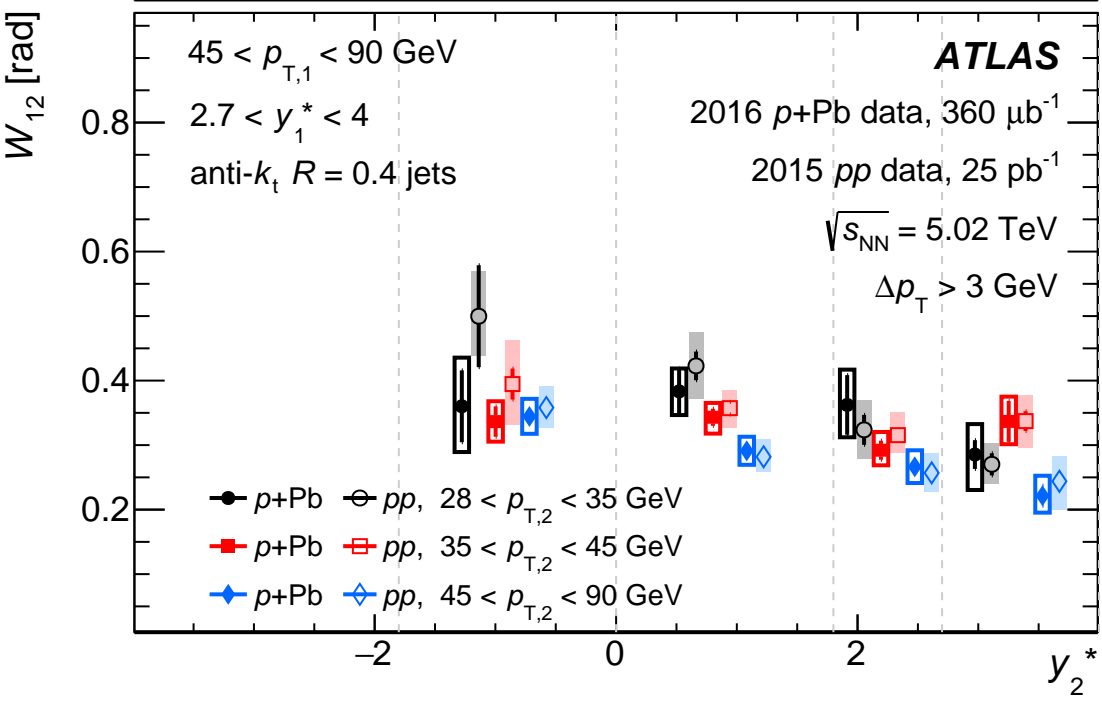 W₁₂ [rad]
45 < p_T,1 < 90 GeV
2.7 < y₁* < 4
anti-k_t R = 0.4 jets
ATLAS
2016 p+Pb data, 360 μb⁻¹
2015 pp data, 25 pb⁻¹
√s_NN = 5.02 TeV
Δp_T > 3 GeV
0.8
0.6
0.4
0.2
p+Pb pp, 28 < p_T,2 < 35 GeV
p+Pb pp, 35 < p_T,2 < 45 GeV
p+Pb pp, 45 < p_T,2 < 90 GeV
−2 0 2
y₂*